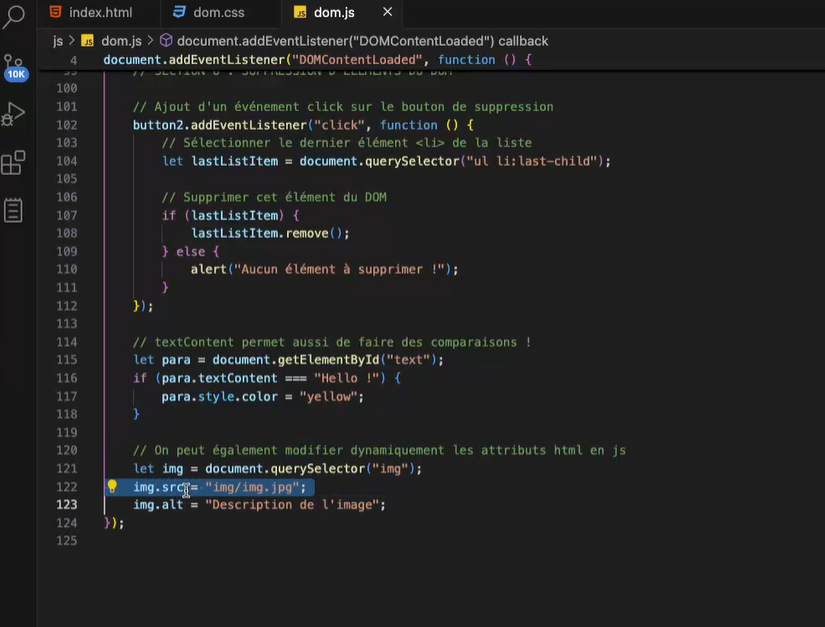 index.html
dom.css
JS dom.js
js > JS dom.js > document.addEventListener("DOMContentLoaded") callback
10K
4 document.addEventListener("DOMContentLoaded", function () {
99 // SECTION 6 : SUPPRESSION D'ELEMENTS DU DOM
100
101 // Ajout d'un événement click sur le bouton de suppression
102 button2.addEventListener("click", function () {
103 // Sélectionner le dernier élément <li> de la liste
104 let lastListItem = document.querySelector("ul li:last-child");
105
106 // Supprimer cet élément du DOM
107 if (lastListItem) {
108 lastListItem.remove();
109 } else {
110 alert("Aucun élément à supprimer !");
111 }
112 });
113
114 // textContent permet aussi de faire des comparaisons !
115 let para = document.getElementById("text");
116 if (para.textContent === "Hello !") {
117 para.style.color = "yellow";
118 }
119
120 // On peut également modifier dynamiquement les attributs html en js
121 let img = document.querySelector("img");
122 img.src = "img/img.jpg";
123 img.alt = "Description de l'image";
124 });
125